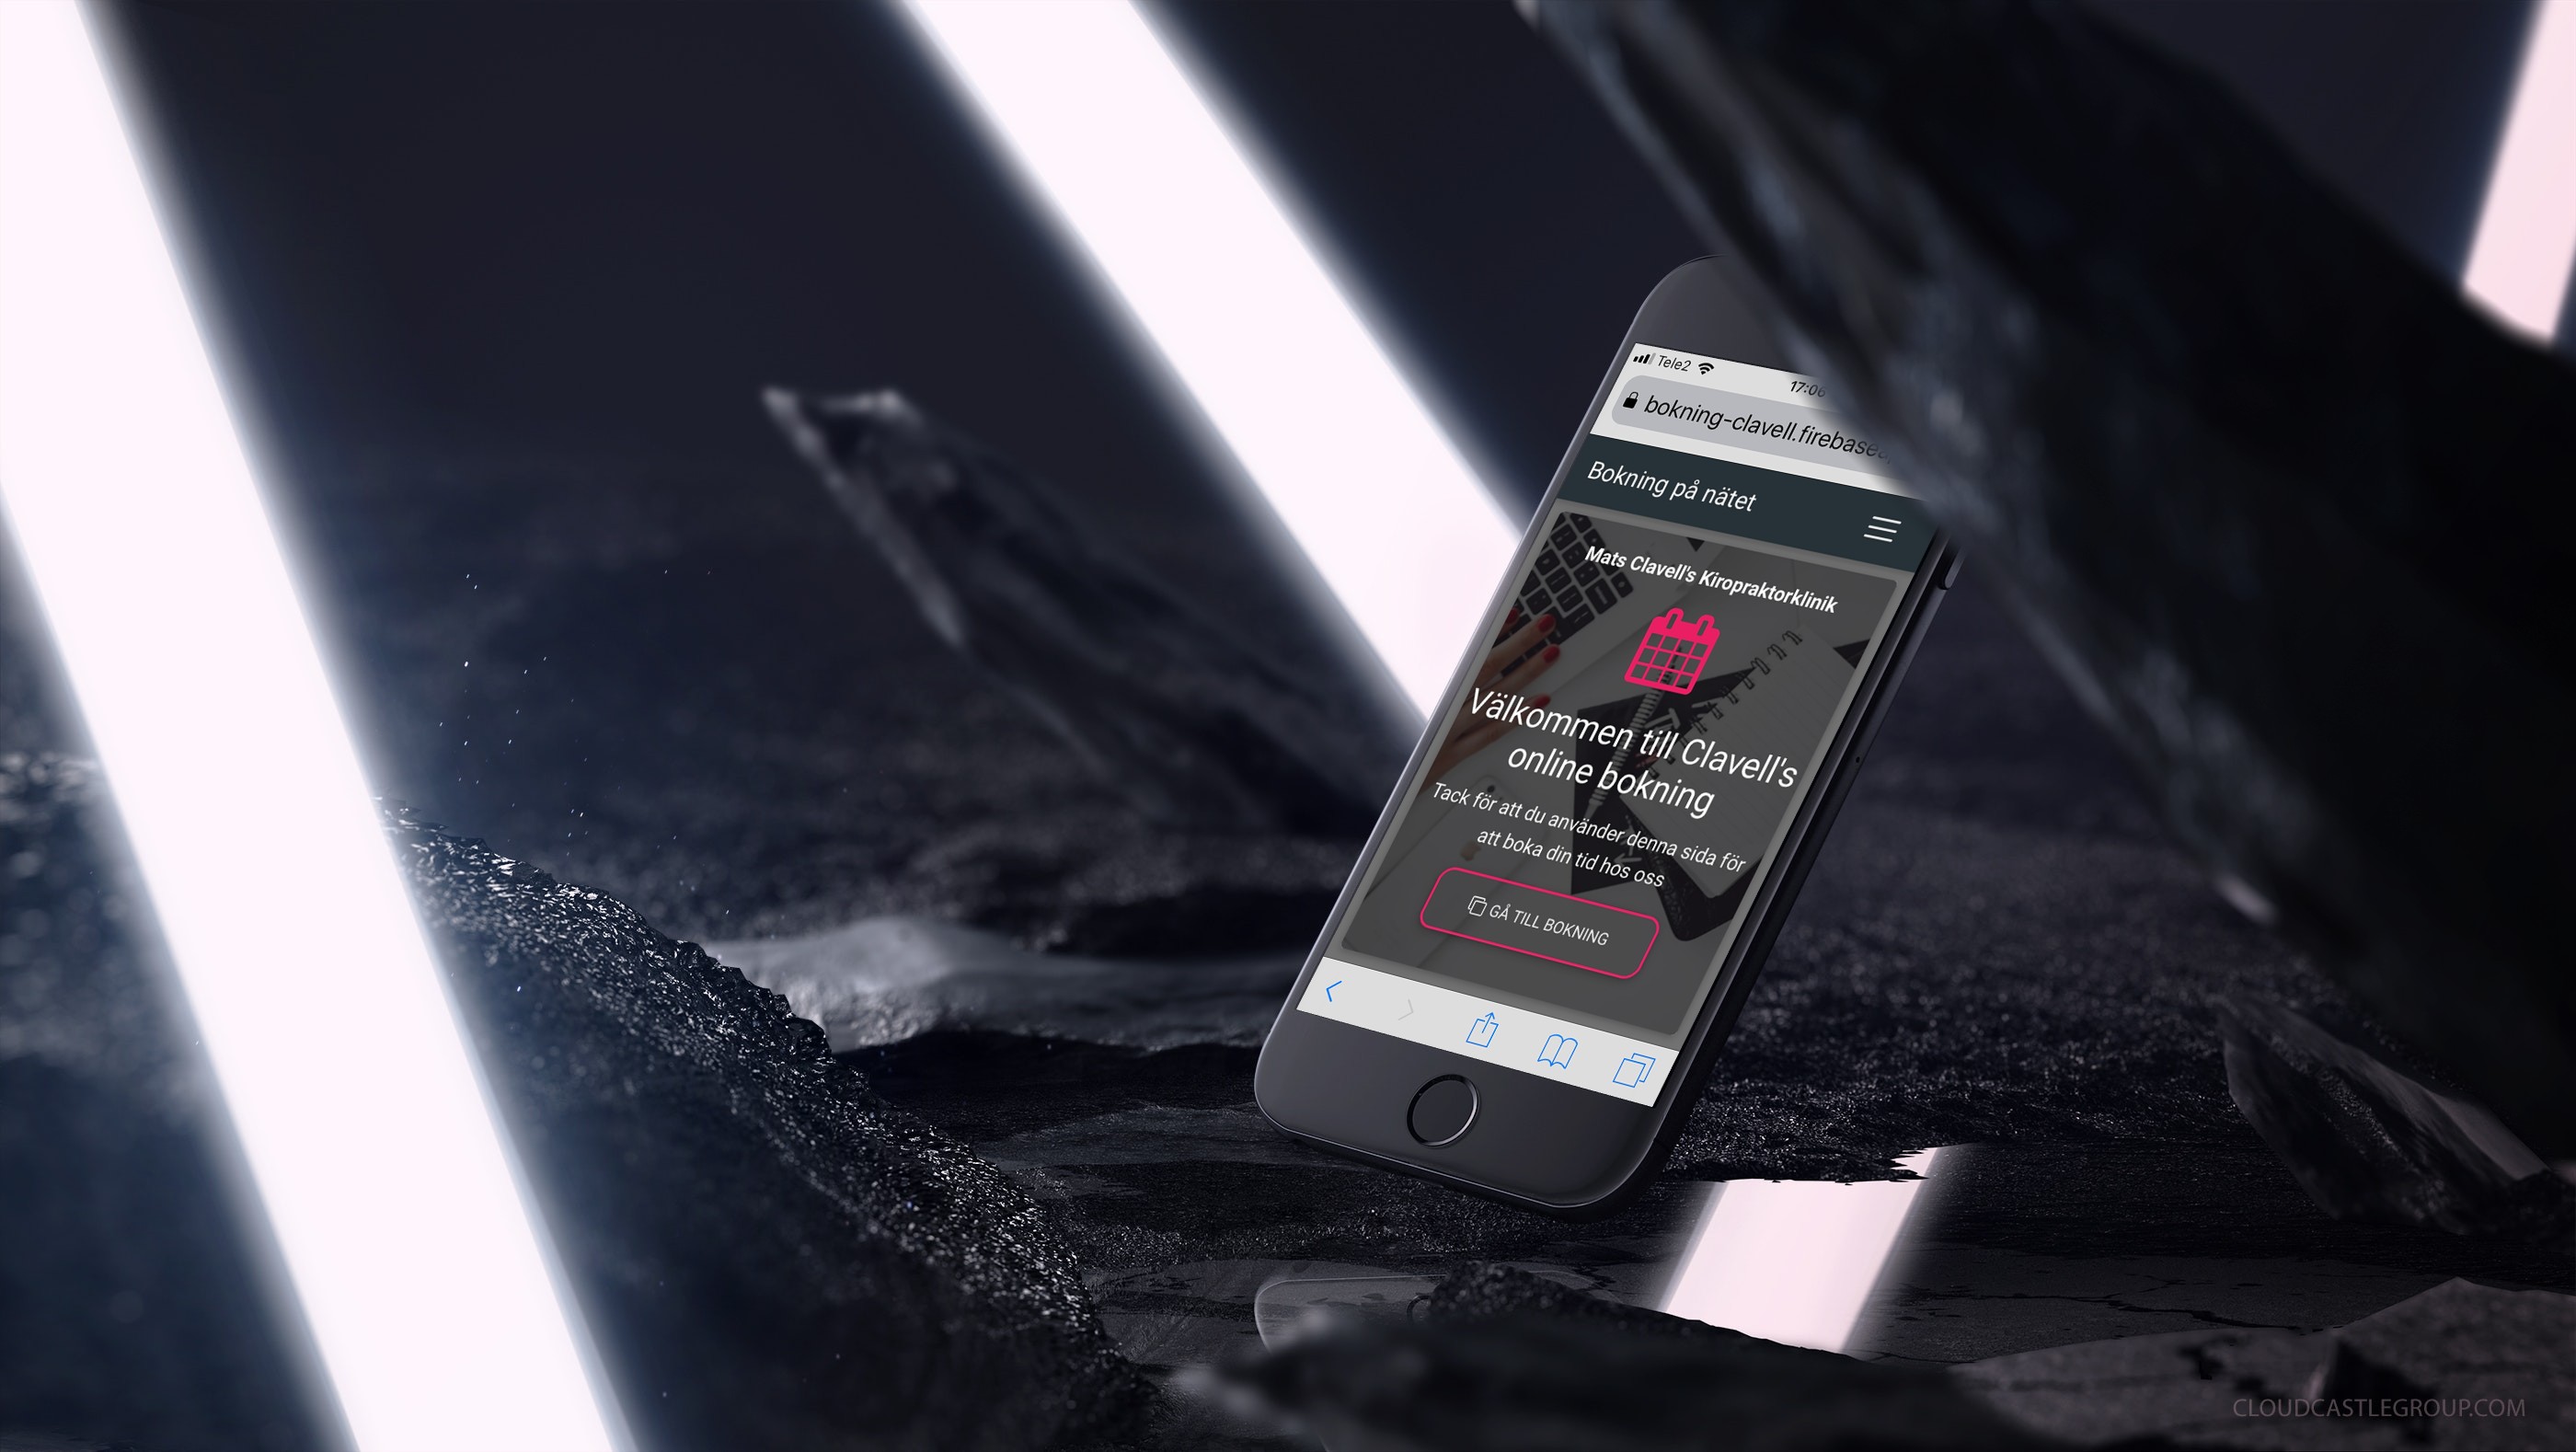 Tele2
17:06
bokning-clavell.firebase
Bokning på nätet
Mats Clavell's Kiropraktorklinik
Välkommen till Clavell's
online bokning
Tack för att du använder denna sida för
att boka din tid hos oss
GÅ TILL BOKNING
CLOUDCASTLEGROUP.COM